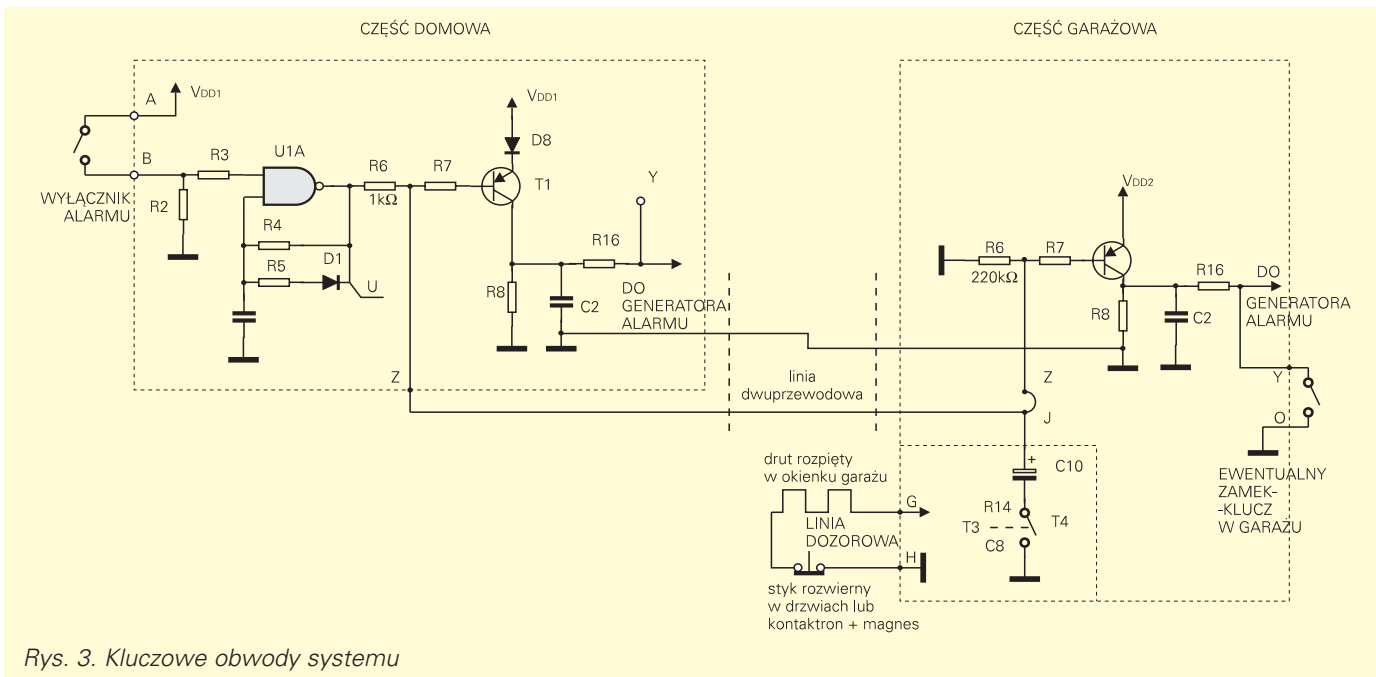 CZĘŚĆ DOMOWA
CZĘŚĆ GARAŻOWA
A
VDD1
B
R3
U1A
R6
1kΩ
R7
VDD1
D8
T1
Y
WYŁĄCZNIK
ALARMU
R2
R4
R5
D1
U
R16
R8
C2
DO
GENERATORA
ALARMU
Z
linia
dwuprzewodowa
VDD2
R6
220kΩ
R7
R16
DO
GENERATORA
ALARMU
R8
C2
Z
J
Y
O
EWENTUALNY
ZAMEK-
-KLUCZ
W GARAŻU
drut rozpięty
w okienku garażu
G
LINIA
DOZOROWA
H
styk rozwierny
w drzwiach lub
kontaktron + magnes
+
C10
R14
T3
T4
C8
Rys. 3. Kluczowe obwody systemu